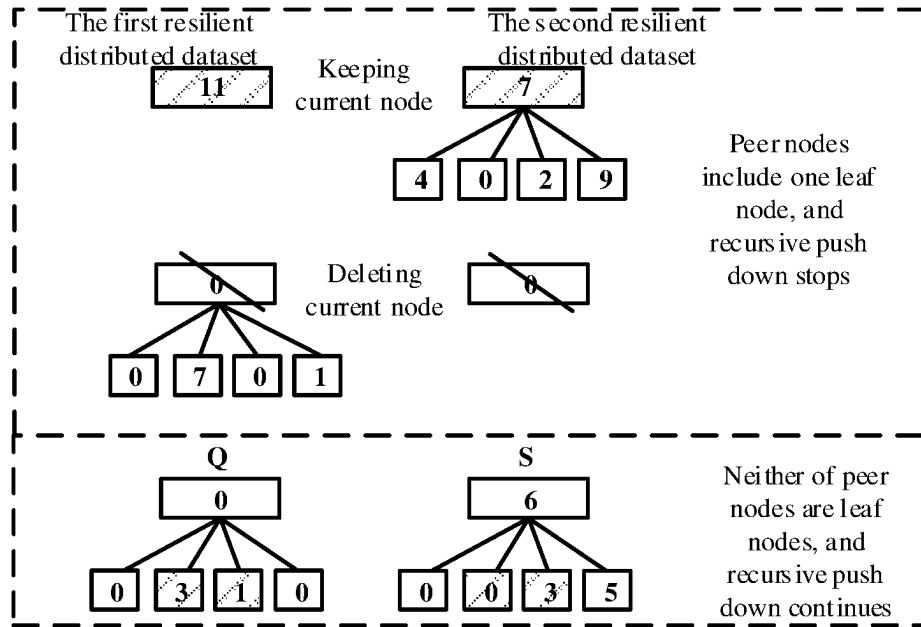 The first resilient
distributed dataset
The second resilient
distributed dataset
11
Keeping
current node
7
4 0 2 9
Peer nodes
include one leaf
node, and
recursive push
down stops
0
Deleting
current node
0
0 7 0 1
Q
S
0
6
0 3 1 0
0 0 3 5
Neither of peer
nodes are leaf
nodes, and
recursive push
down continues